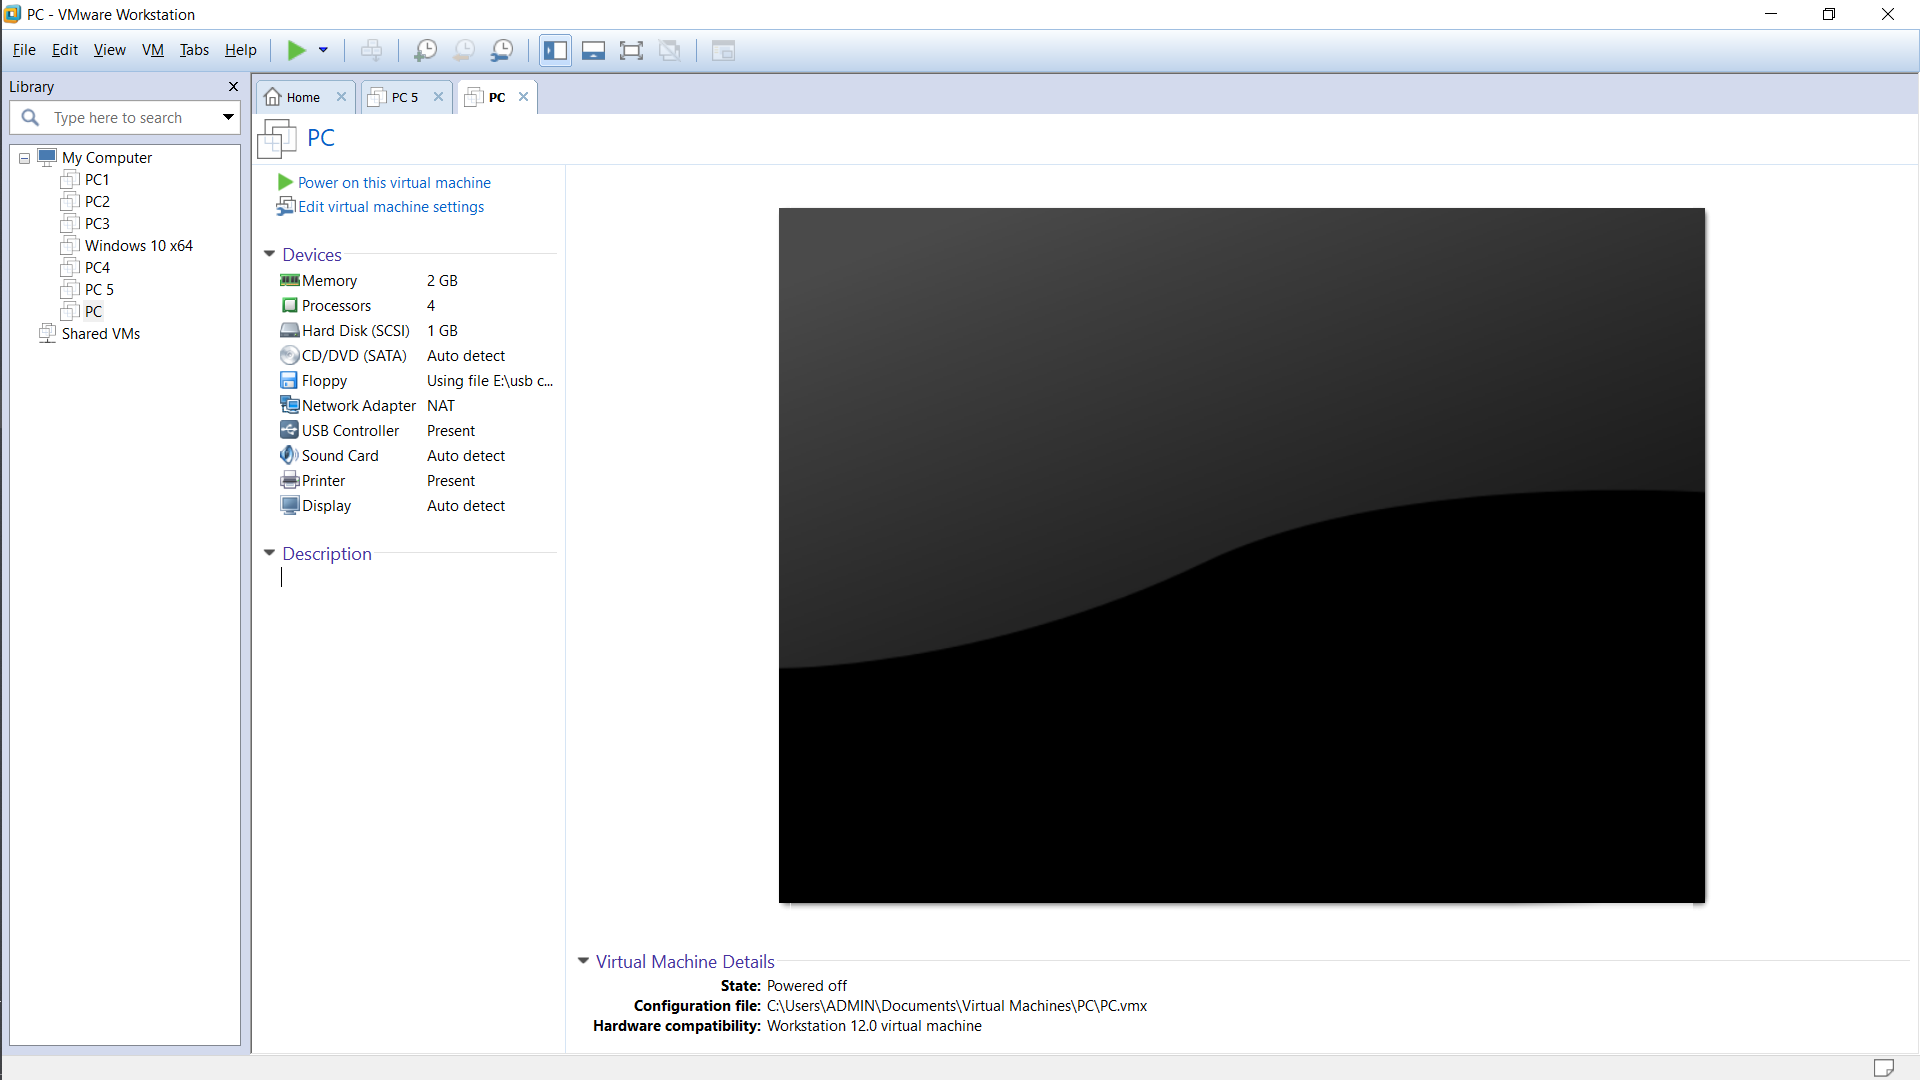 PC - VMware Workstation
File Edit View VM Tabs Help
Library
Type here to search
My Computer
PC1
PC2
PC3
Windows 10 x64
PC4
PC 5
PC
Shared VMs
Home PC 5 PC
PC
Power on this virtual machine
Edit virtual machine settings
Devices
Memory 2 GB
Processors 4
Hard Disk (SCSI) 1 GB
CD/DVD (SATA) Auto detect
Floppy Using file E:\usb c...
Network Adapter NAT
USB Controller Present
Sound Card Auto detect
Printer Present
Display Auto detect
Description
Virtual Machine Details
State: Powered off
Configuration file: C:\Users\ADMIN\Documents\Virtual Machines\PC\PC.vmx
Hardware compatibility: Workstation 12.0 virtual machine